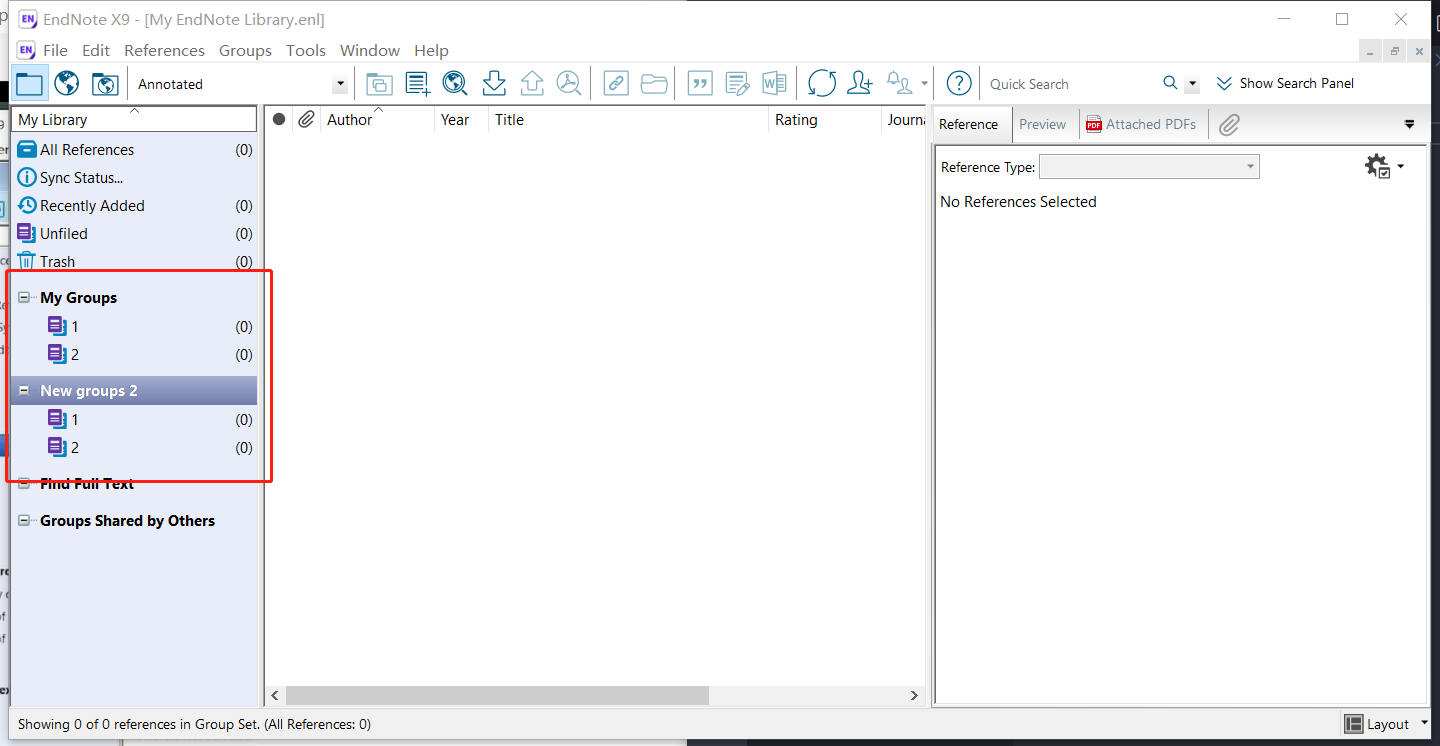 EndNote X9 - [My EndNote Library.enl]
File Edit References Groups Tools Window Help
Annotated
Quick Search
Show Search Panel
My Library
Author Year Title Rating Journa
Reference Preview Attached PDFs
All References (0)
Sync Status...
Recently Added (0)
Unfiled (0)
Trash (0)
My Groups
1 (0)
2 (0)
New groups 2
1 (0)
2 (0)
Find Full Text
Groups Shared by Others
Reference Type:
No References Selected
Showing 0 of 0 references in Group Set. (All References: 0)
Layout